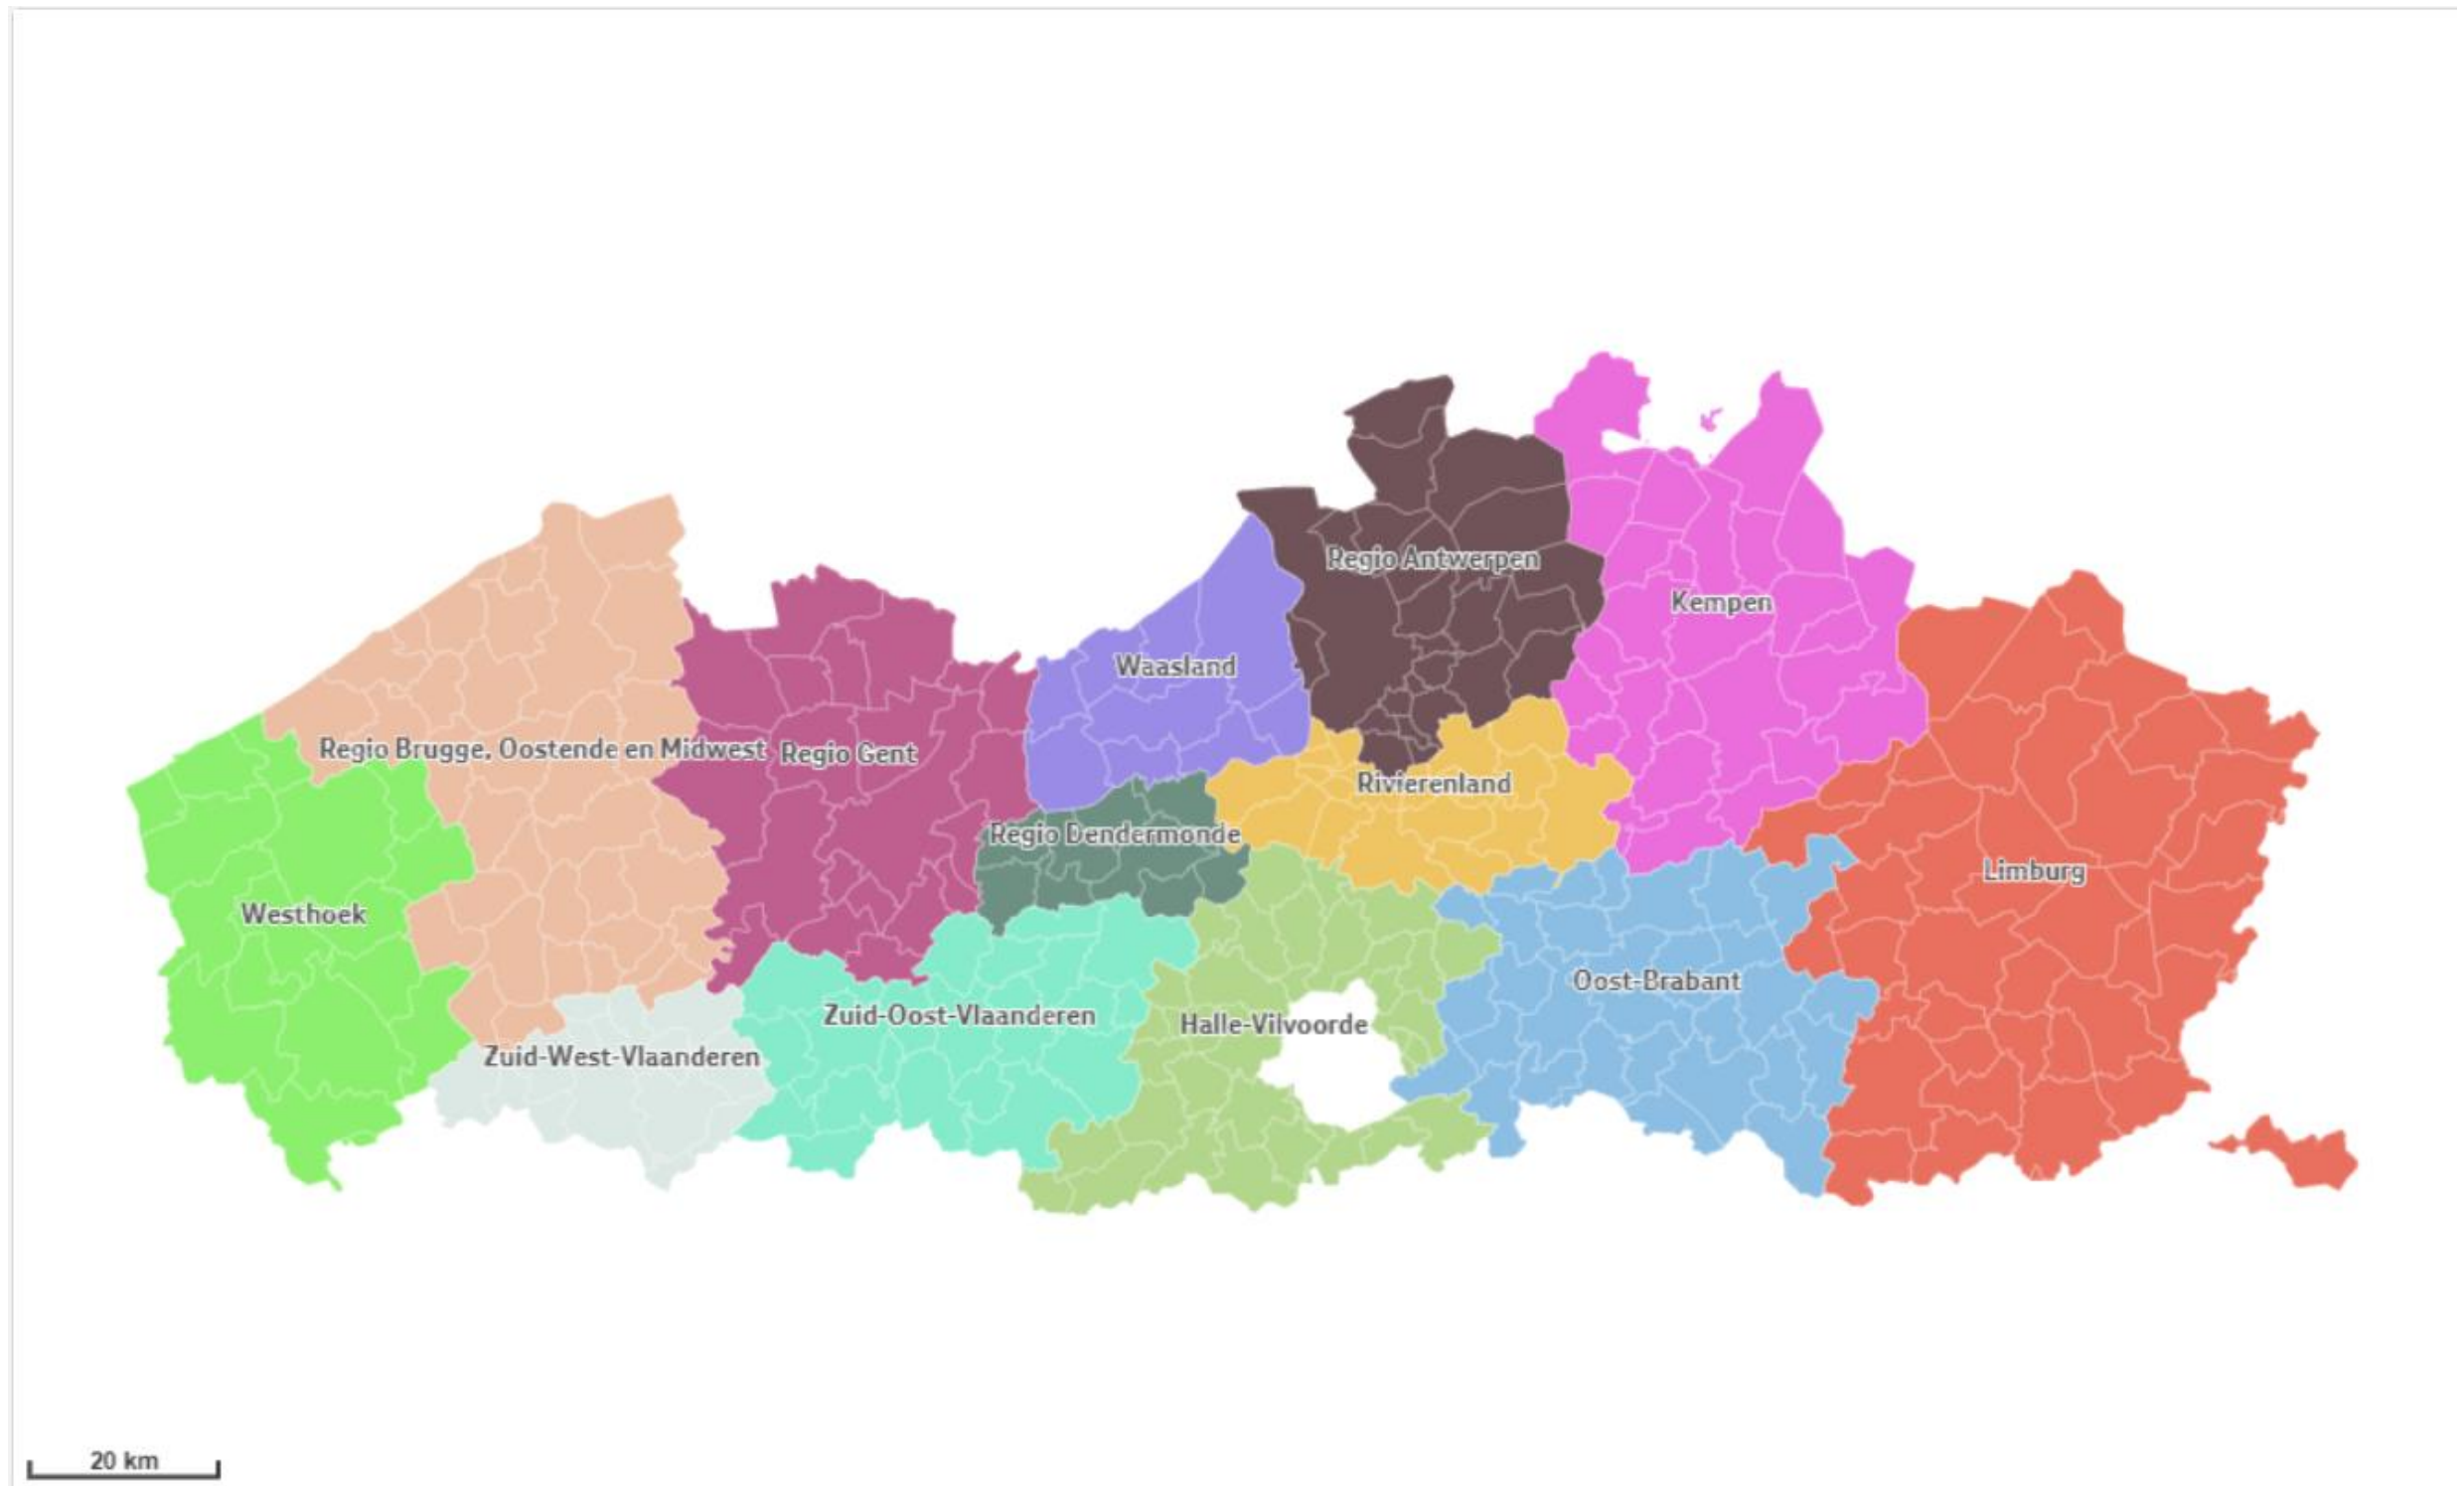 Regio Antwerpen
Kempen
Waasland
Regio Brugge, Oostende en Midwest
Regio Gent
Rivierenland
Regio Dendermonde
Limburg
Westhoek
Oost-Brabant
Zuid-Oost-Vlaanderen
Halle-Vilvoorde
Zuid-West-Vlaanderen
20 km